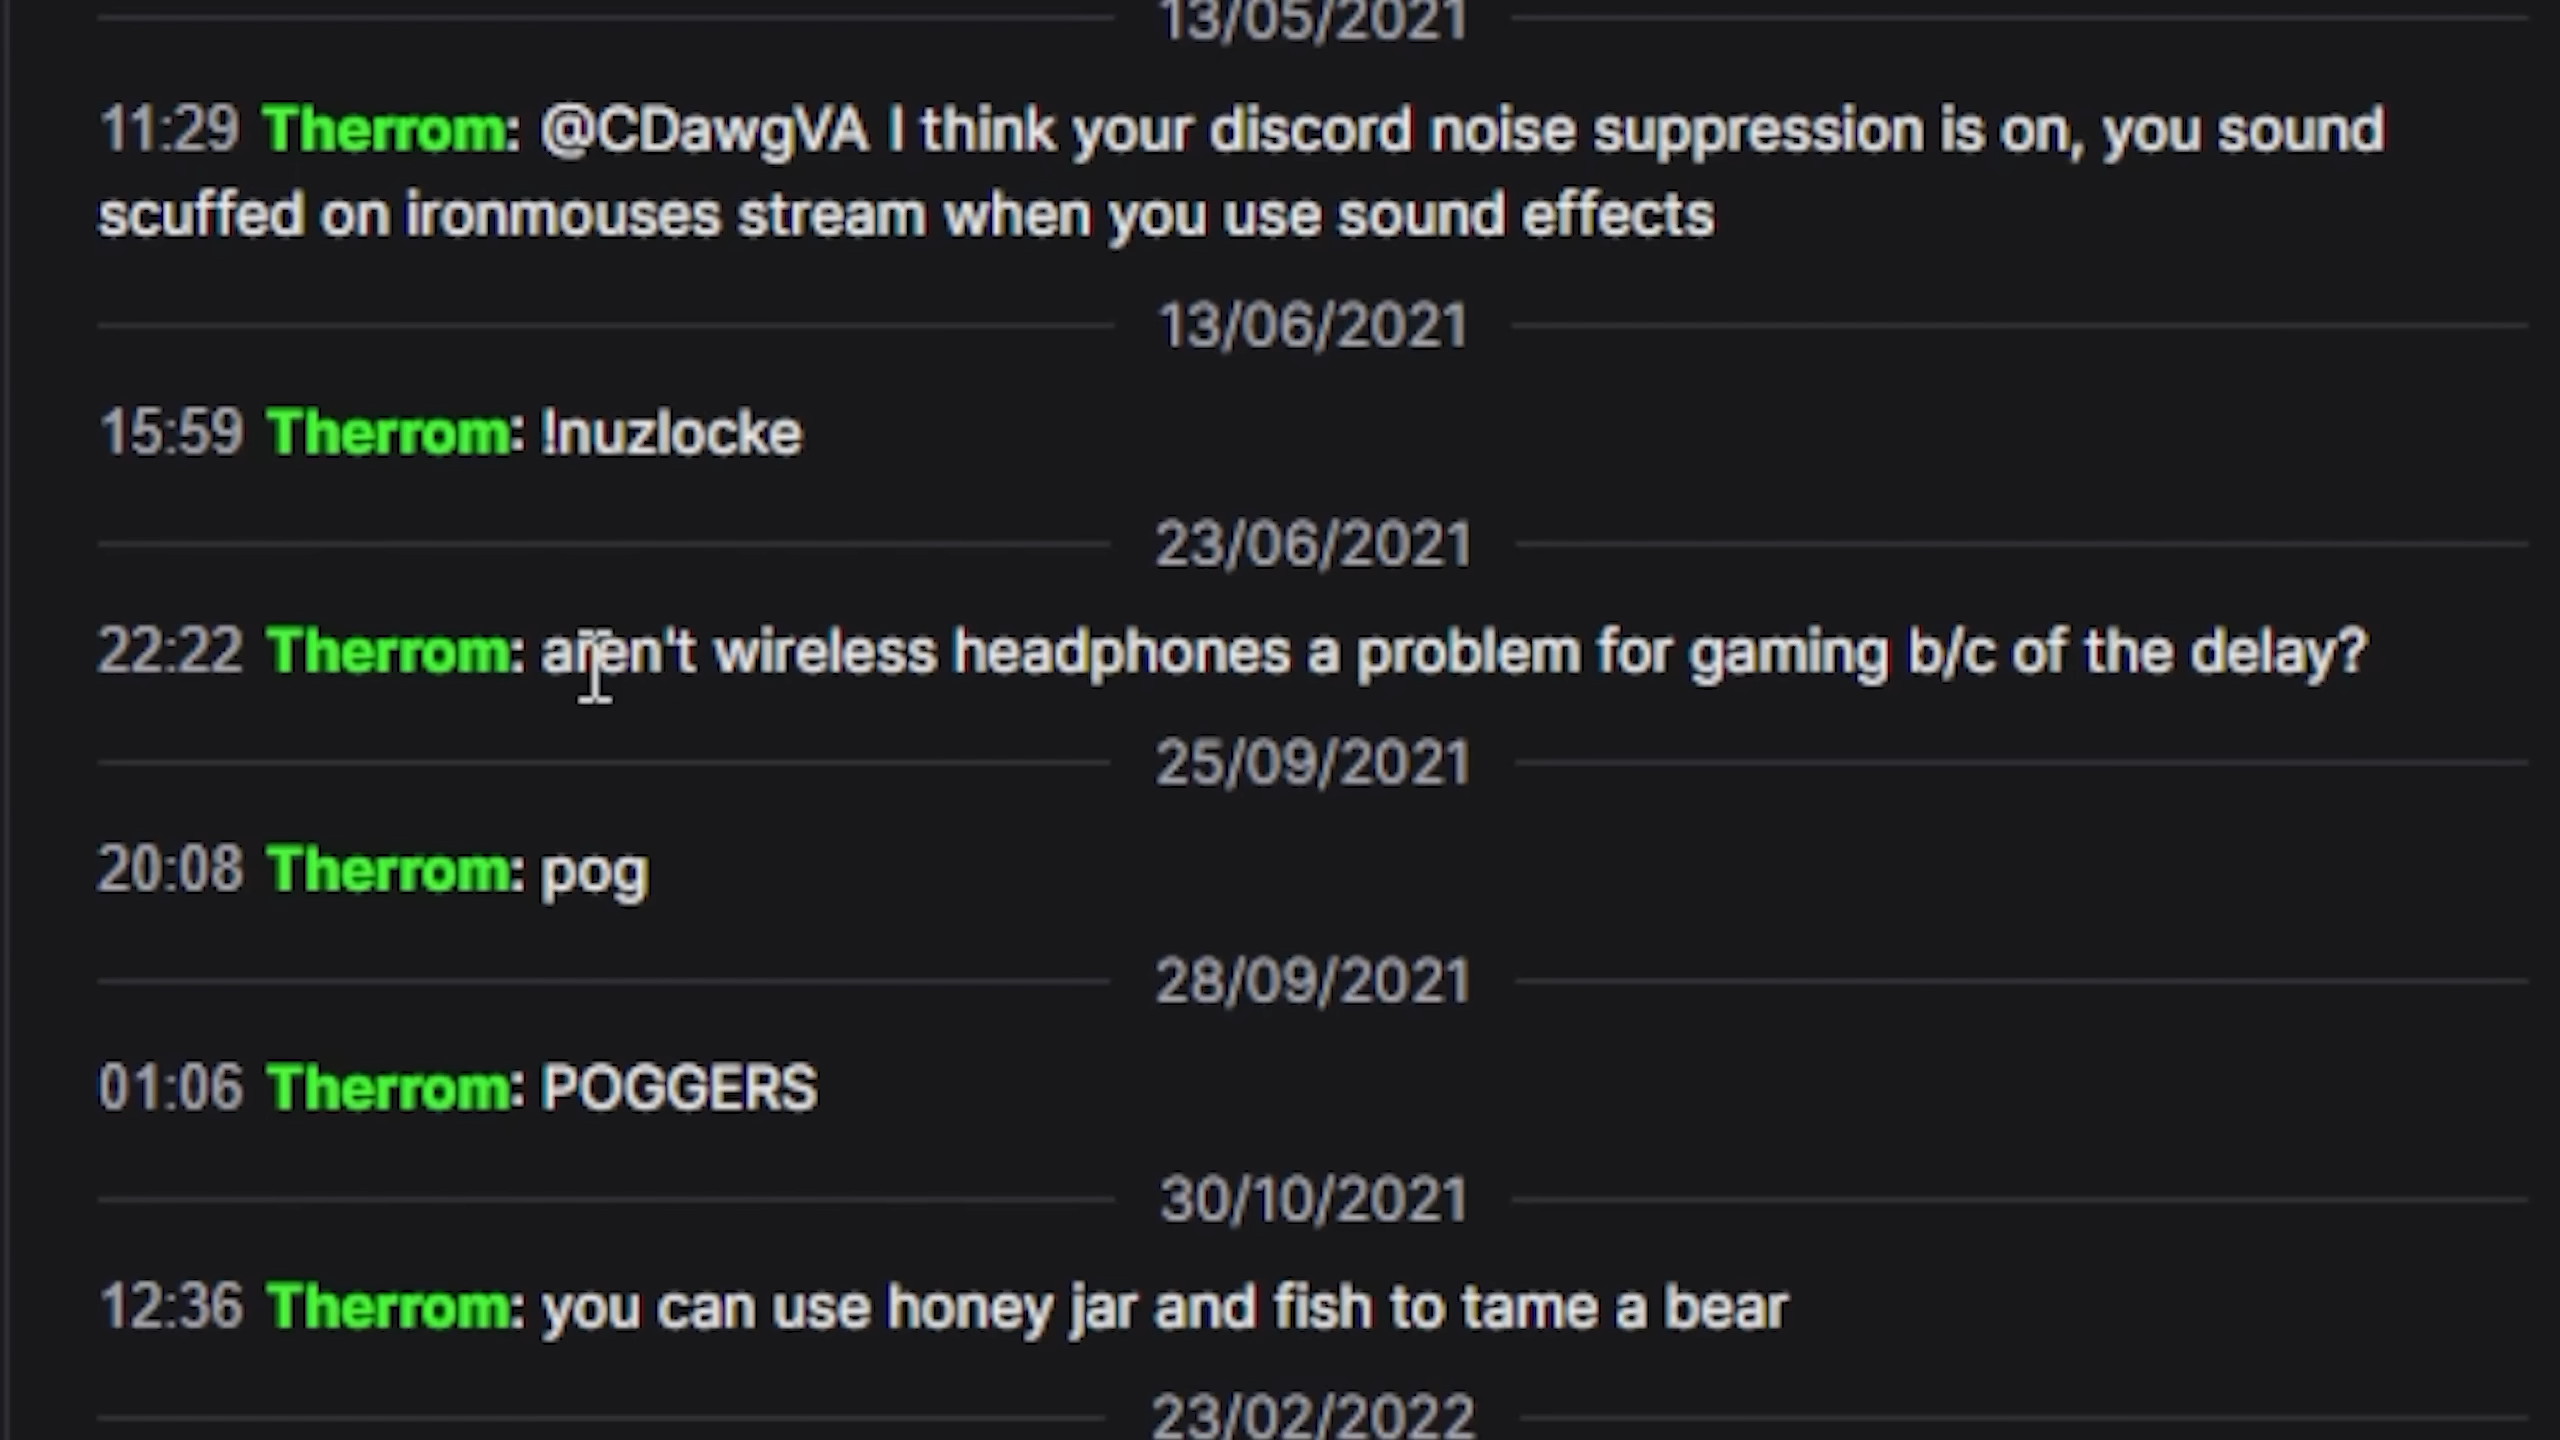 13/05/2021
11:29 Therrom: @CDawgVA I think your discord noise suppression is on, you sound
scuffed on ironmouses stream when you use sound effects
13/06/2021
15:59 Therrom: !nuzlocke
23/06/2021
22:22 Therrom: aren't wireless headphones a problem for gaming b/c of the delay?
25/09/2021
20:08 Therrom: pog
28/09/2021
01:06 Therrom: POGGERS
30/10/2021
12:36 Therrom: you can use honey jar and fish to tame a bear
23/02/2022